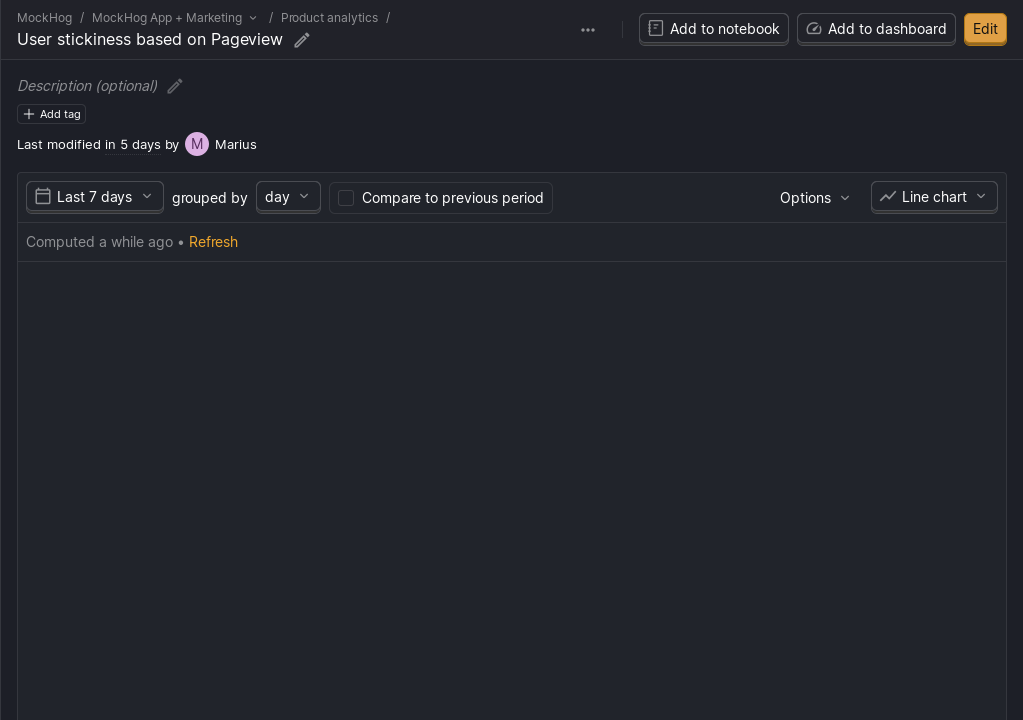 MockHog / MockHog App + Marketing / Product analytics /
User stickiness based on Pageview
Add to notebook
Add to dashboard
Edit
Description (optional)
Add tag
Last modified in 5 days by M Marius
Last 7 days grouped by day Compare to previous period Options Line chart
Computed a while ago • Refresh